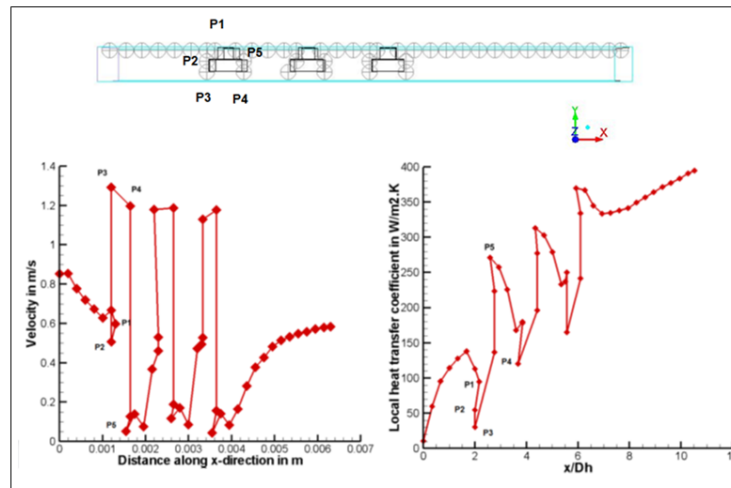 P1
P2
P5
P3
P4
Y
Z
X
1.4
1.2
1
0.8
0.6
0.4
0.2
0
Velocity in m/s
P3
P4
P1
P2
P5
0
0.001
0.002
0.003
0.004
0.005
0.006
0.007
Distance along x-direction in m
400
350
300
250
200
150
100
50
0
Local heat transfer coefficient in W/m2.K
P5
P4
P1
P2
P3
0
2
4
6
8
10
12
x/Dh